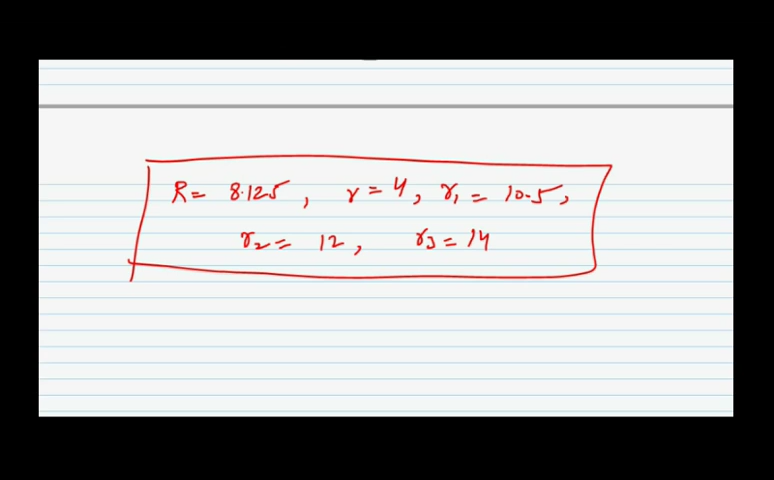 R = 8.125, r = 4, r₁ = 10.5,
r₂ = 12, r₃ = 14